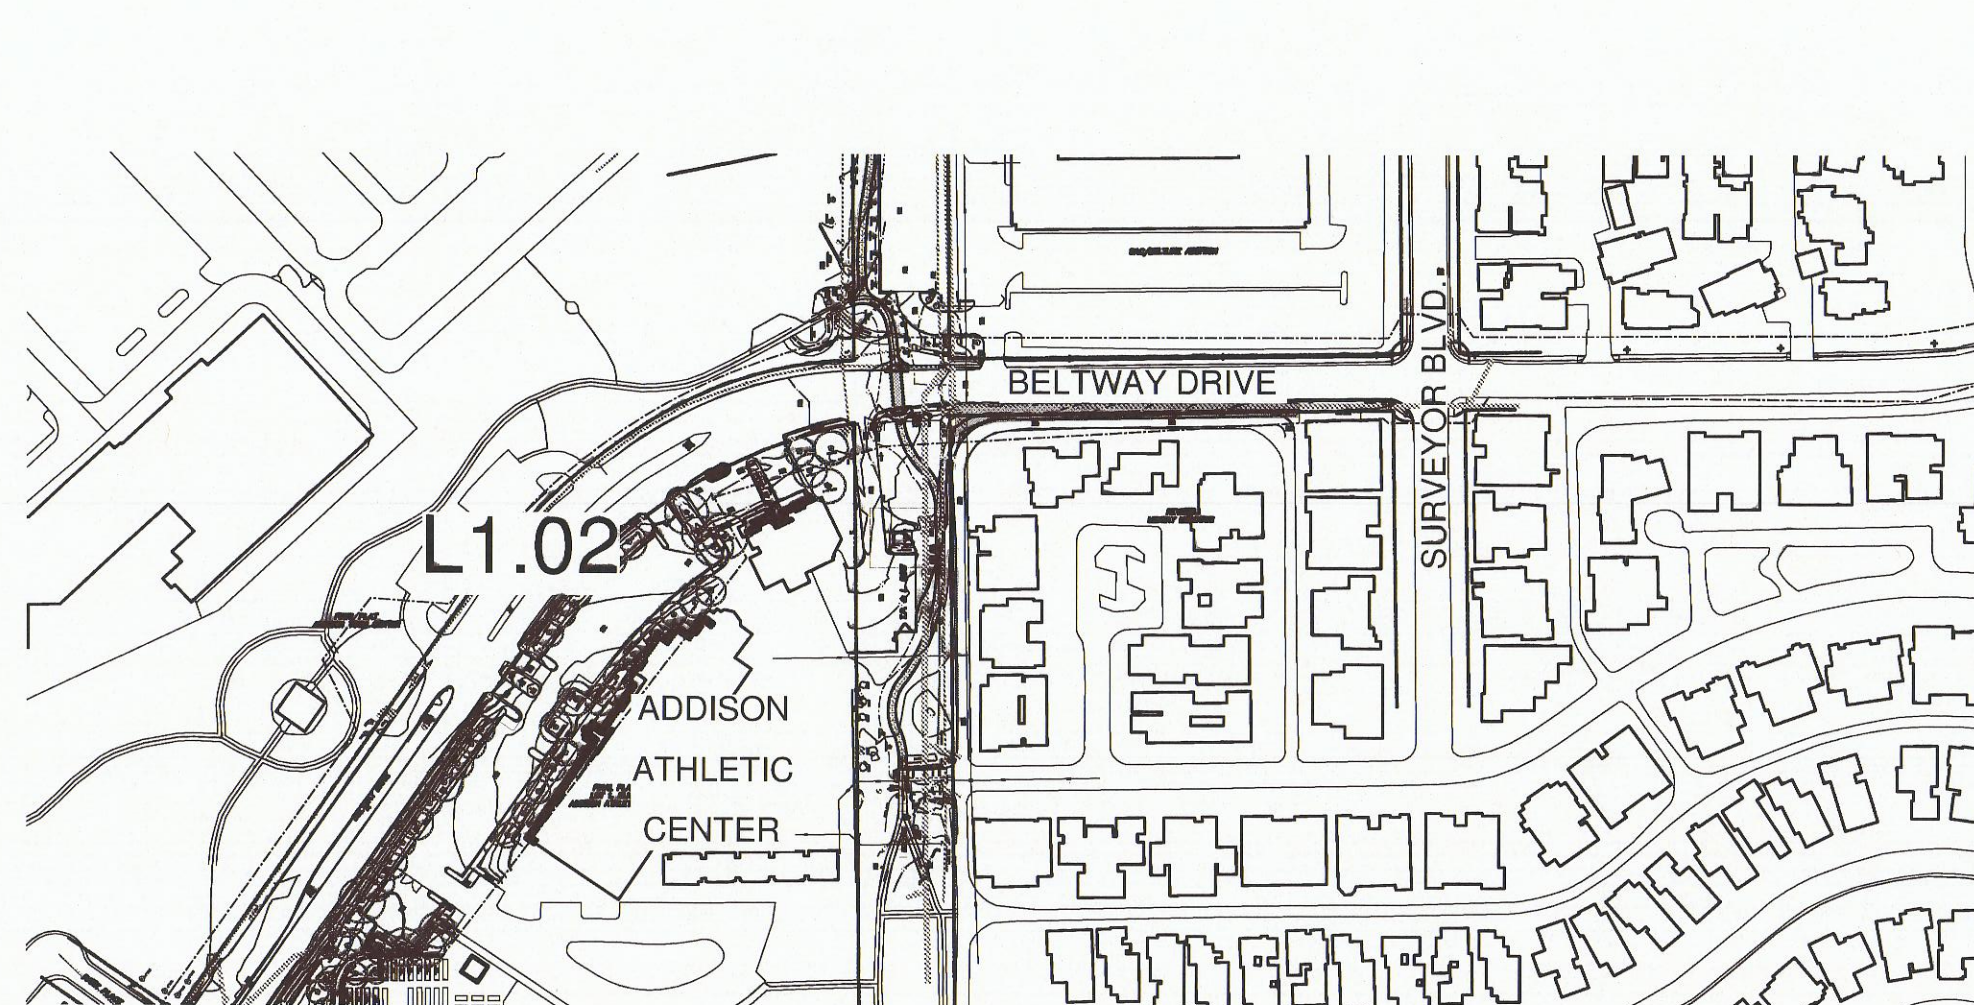 BELTWAY DRIVE
SURVEYOR BLVD.
L1.02
ADDISON
ATHLETIC
CENTER